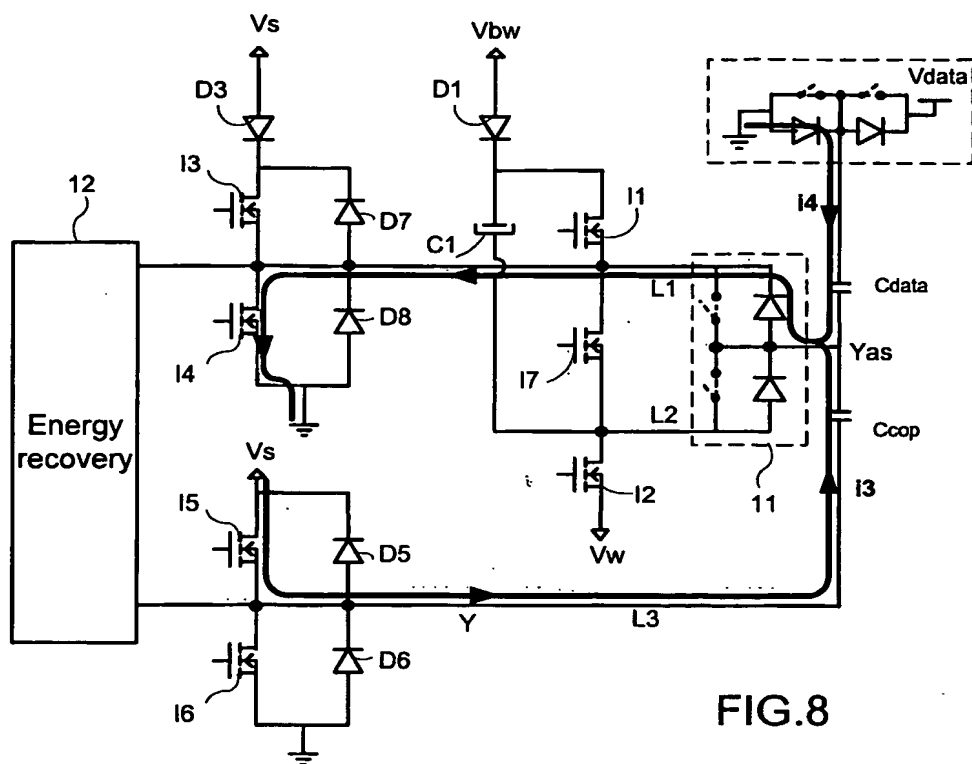 Vs
Vbw
Vdata
D3
D1
I3
12
D7
C1
I1
i4
Cdata
L1
D8
I4
I7
Yas
Energy
recovery
L2
Ccop
Vs
I5
I2
11
i3
D5
Vw
Y
L3
D6
I6
FIG.8